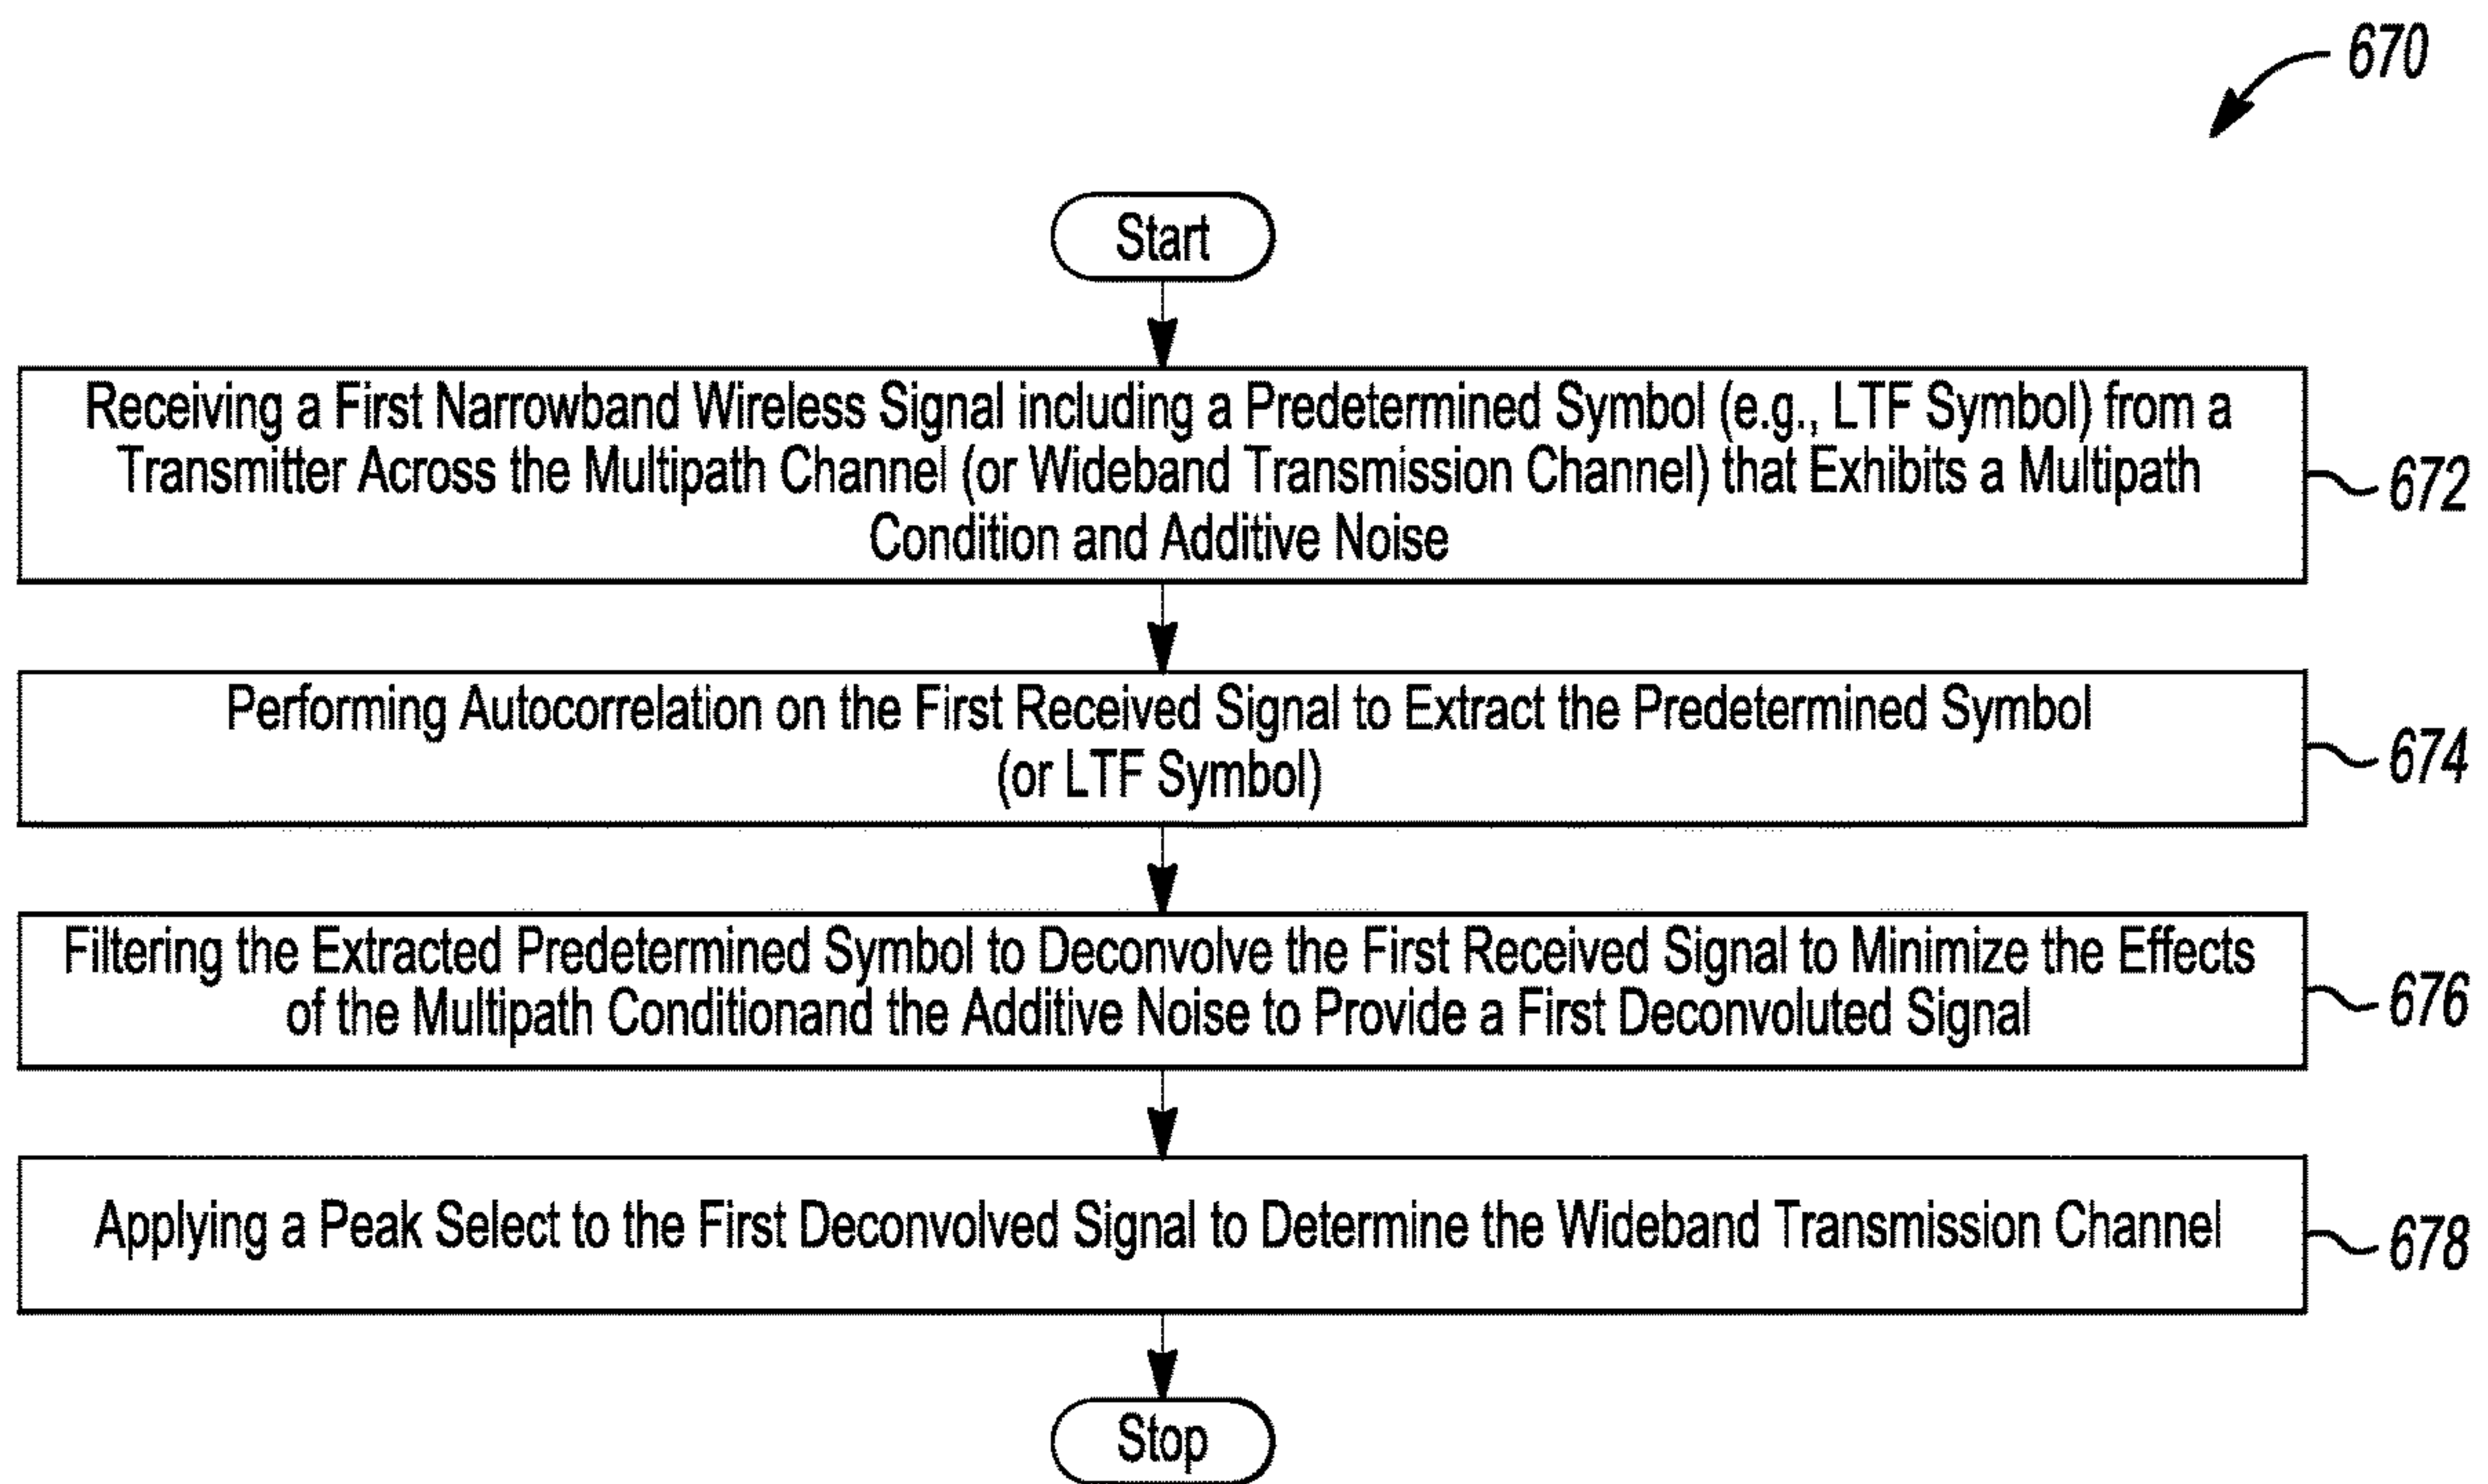 670
Start
Receiving a First Narrowband Wireless Signal including a Predetermined Symbol (e.g., LTF Symbol) from a
Transmitter Across the Multipath Channel (or Wideband Transmission Channel) that Exhibits a Multipath
Condition and Additive Noise
672
Performing Autocorrelation on the First Received Signal to Extract the Predetermined Symbol
(or LTF Symbol)
674
Filtering the Extracted Predetermined Symbol to Deconvolve the First Received Signal to Minimize the Effects
of the Multipath Conditionand the Additive Noise to Provide a First Deconvoluted Signal
676
Applying a Peak Select to the First Deconvolved Signal to Determine the Wideband Transmission Channel
678
Stop